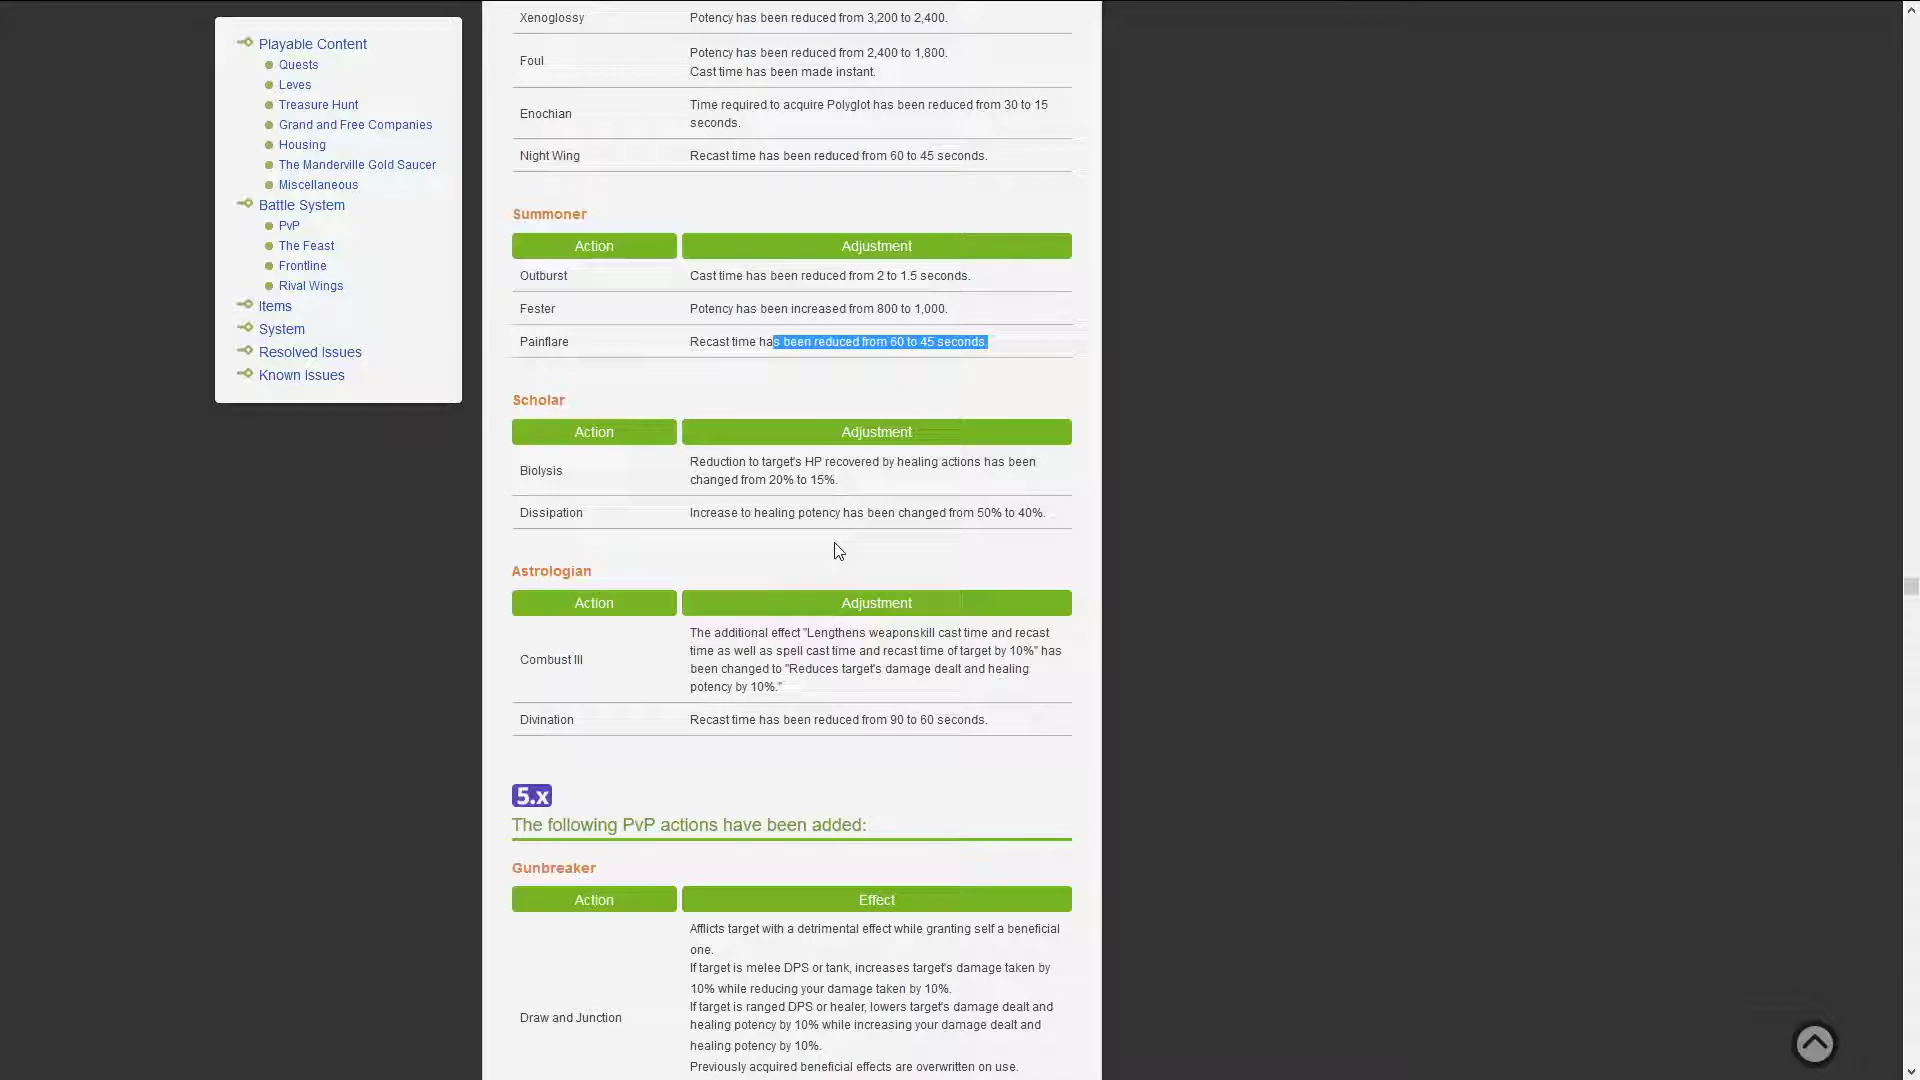 Playable Content
Quests
Leves
Treasure Hunt
Grand and Free Companies
Housing
The Manderville Gold Saucer
Miscellaneous
Battle System
PvP
The Feast
Frontline
Rival Wings
Items
System
Resolved Issues
Known Issues
Xenoglossy
Potency has been reduced from 3,200 to 2,400.
Foul
Potency has been reduced from 2,400 to 1,800.
Cast time has been made instant.
Enochian
Time required to acquire Polyglot has been reduced from 30 to 15
seconds.
Night Wing
Recast time has been reduced from 60 to 45 seconds.
Summoner
Action
Adjustment
Outburst
Cast time has been reduced from 2 to 1.5 seconds.
Fester
Potency has been increased from 800 to 1,000.
Painflare
Recast time has been reduced from 60 to 45 seconds.
Scholar
Action
Adjustment
Biolysis
Reduction to target's HP recovered by healing actions has been
changed from 20% to 15%.
Dissipation
Increase to healing potency has been changed from 50% to 40%.
Astrologian
Action
Adjustment
Combust III
The additional effect "Lengthens weaponskill cast time and recast
time as well as spell cast time and recast time of target by 10%" has
been changed to "Reduces target's damage dealt and healing
potency by 10%."
Divination
Recast time has been reduced from 90 to 60 seconds.
5.x
The following PvP actions have been added:
Gunbreaker
Action
Effect
Draw and Junction
Afflicts target with a detrimental effect while granting self a beneficial
one.
If target is melee DPS or tank, increases target's damage taken by
10% while reducing your damage taken by 10%.
If target is ranged DPS or healer, lowers target's damage dealt and
healing potency by 10% while increasing your damage dealt and
healing potency by 10%.
Previously acquired beneficial effects are overwritten on use.